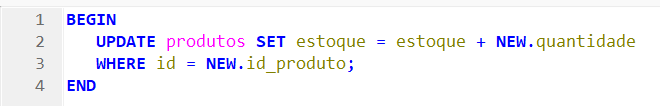 1 BEGIN
2 UPDATE produtos SET estoque = estoque + NEW.quantidade
3 WHERE id = NEW.id_produto;
4 END